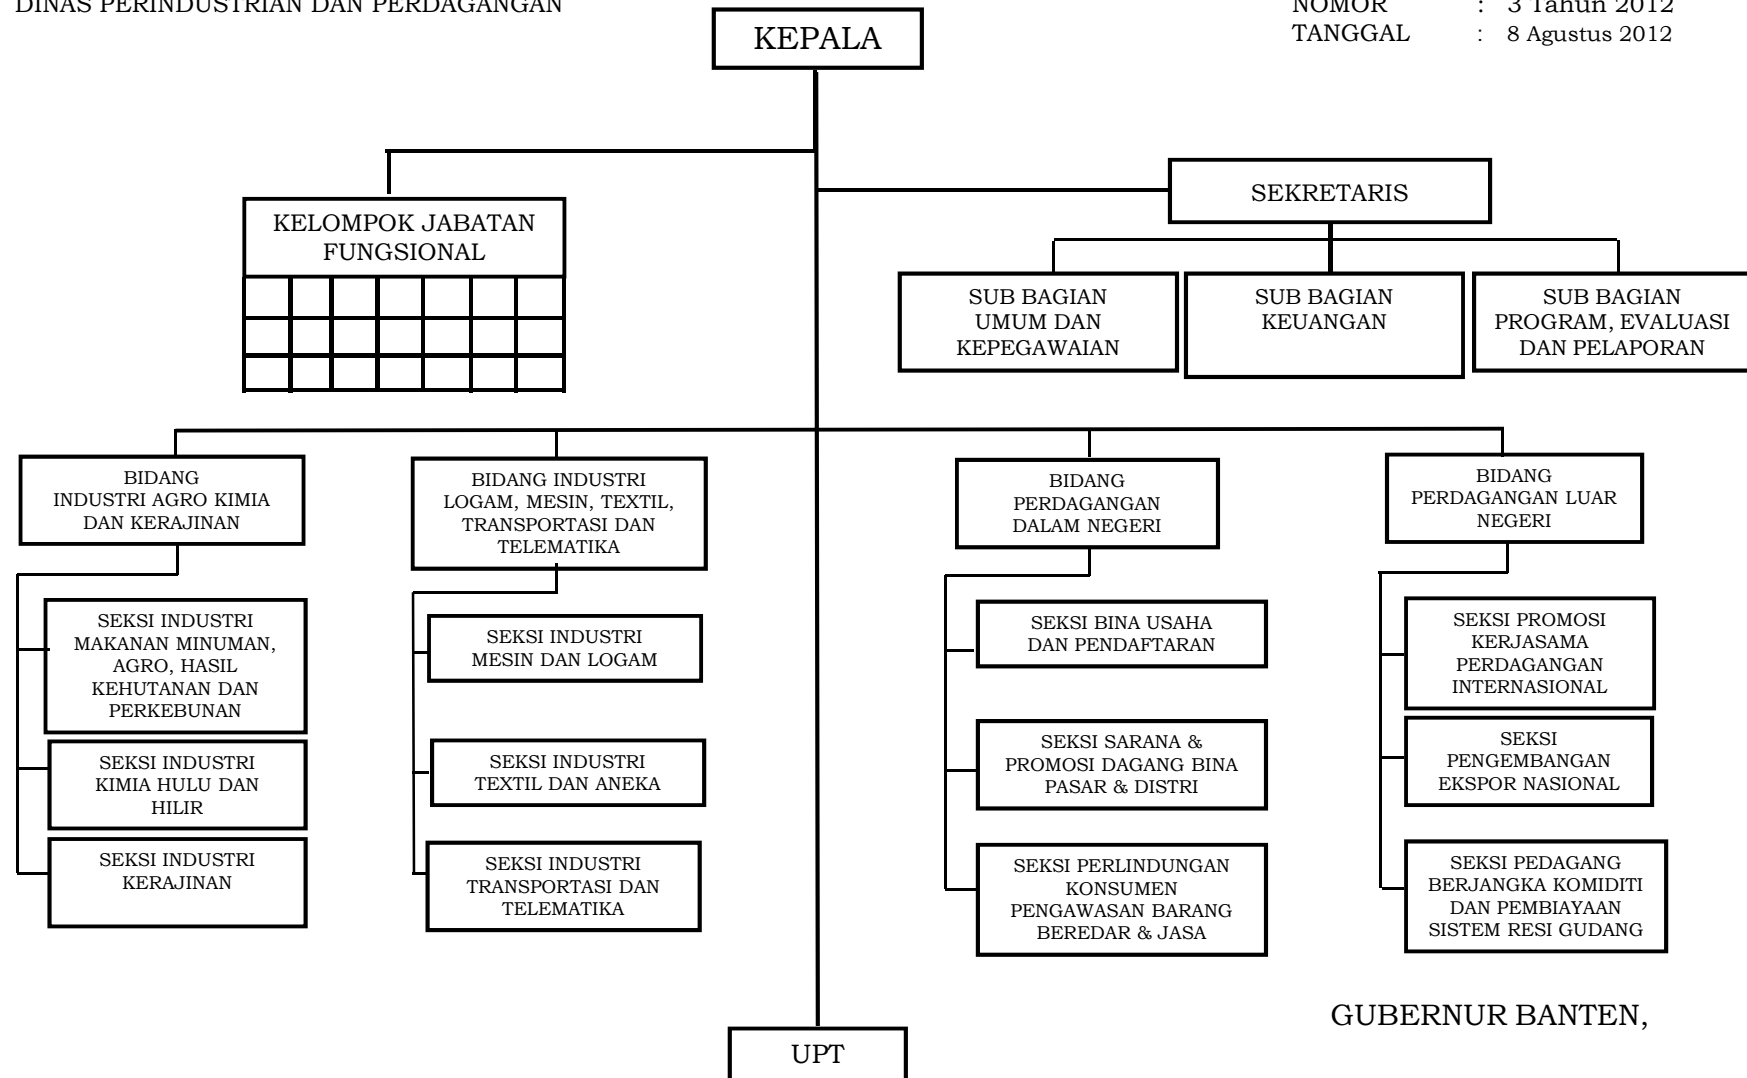 DINAS PERINDUSTRIAN DAN PERDAGANGAN
NOMOR : 3 Tahun 2012
TANGGAL : 8 Agustus 2012
KEPALA
SEKRETARIS
KELOMPOK JABATAN
FUNGSIONAL
SUB BAGIAN
UMUM DAN
KEPEGAWAIAN
SUB BAGIAN
KEUANGAN
SUB BAGIAN
PROGRAM, EVALUASI
DAN PELAPORAN
BIDANG
INDUSTRI AGRO KIMIA
DAN KERAJINAN
BIDANG INDUSTRI
LOGAM, MESIN, TEXTIL,
TRANSPORTASI DAN
TELEMATIKA
BIDANG
PERDAGANGAN
DALAM NEGERI
BIDANG
PERDAGANGAN LUAR
NEGERI
SEKSI INDUSTRI
MAKANAN MINUMAN,
AGRO, HASIL
KEHUTANAN DAN
PERKEBUNAN
SEKSI INDUSTRI
KIMIA HULU DAN
HILIR
SEKSI INDUSTRI
KERAJINAN
SEKSI INDUSTRI
MESIN DAN LOGAM
SEKSI INDUSTRI
TEXTIL DAN ANEKA
SEKSI INDUSTRI
TRANSPORTASI DAN
TELEMATIKA
SEKSI BINA USAHA
DAN PENDAFTARAN
SEKSI SARANA &
PROMOSI DAGANG BINA
PASAR & DISTRI
SEKSI PERLINDUNGAN
KONSUMEN
PENGAWASAN BARANG
BEREDAR & JASA
SEKSI PROMOSI
KERJASAMA
PERDAGANGAN
INTERNASIONAL
SEKSI
PENGEMBANGAN
EKSPOR NASIONAL
SEKSI PEDAGANG
BERJANGKA KOMIDITI
DAN PEMBIAYAAN
SISTEM RESI GUDANG
GUBERNUR BANTEN,
UPT